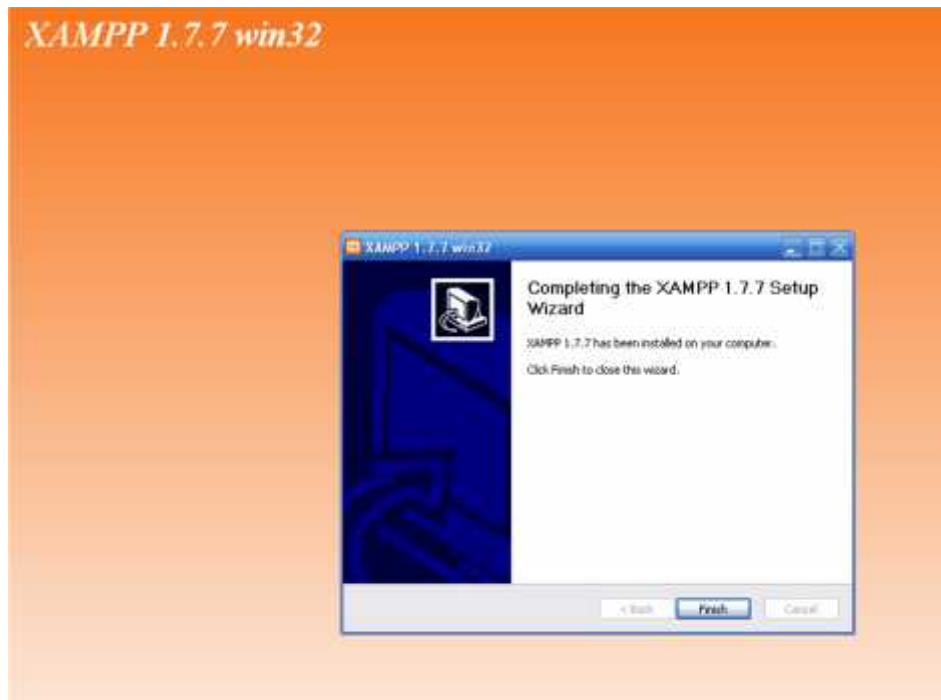 XAMPP 1.7.7 win32
XAMPP 1.7.7 win32
Completing the XAMPP 1.7.7 Setup
Wizard
XAMPP 1.7.7 has been installed on your computer.
Click Finish to close this wizard.
< Back
Finish
Cancel